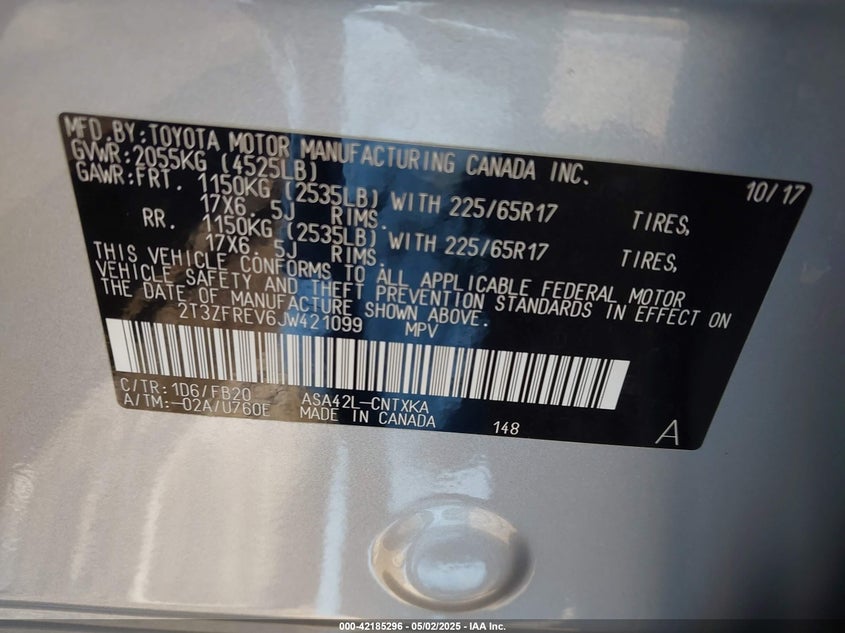 MFD.BY:TOYOTA MOTOR MANUFACTURING CANADA INC. 10/17
GVWR:2055KG (4525LB)
GAWR:FRT. 1150KG (2535LB) WITH 225/65R17 TIRES,
17X6. 5J RIMS.
RR. 1150KG (2535LB) WITH 225/65R17 TIRES,
17X6. 5J RIMS.
THIS VEHICLE CONFORMS TO ALL APPLICABLE FEDERAL MOTOR
VEHICLE SAFETY AND THEFT PREVENTION STANDARDS IN EFFECT ON
THE DATE OF MANUFACTURE SHOWN ABOVE.
2T3ZFREV6JW421099 MPV
C/TR:1D6/FB20 ASA42L-CNTXKA
A/TM:-02A/U760E MADE IN CANADA 148 A
000-42185296 - 05/02/2025 - IAA Inc.